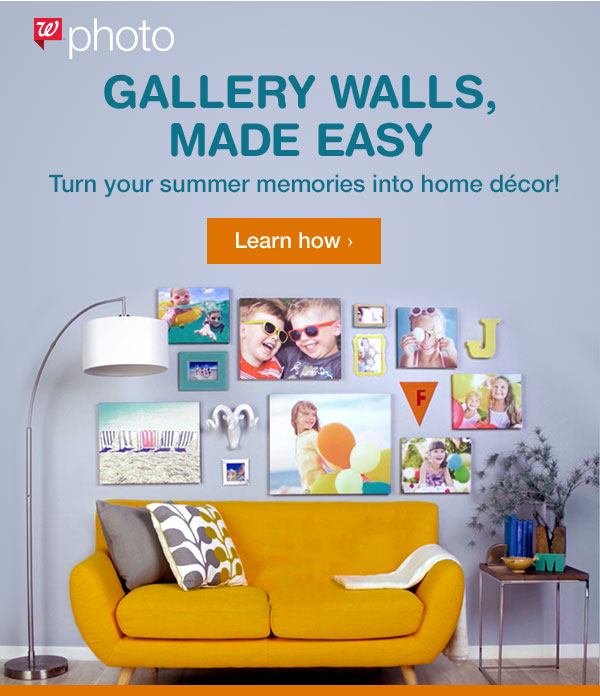 W photo
GALLERY WALLS,
MADE EASY
Turn your summer memories into home décor!
Learn how ›
J
F
M